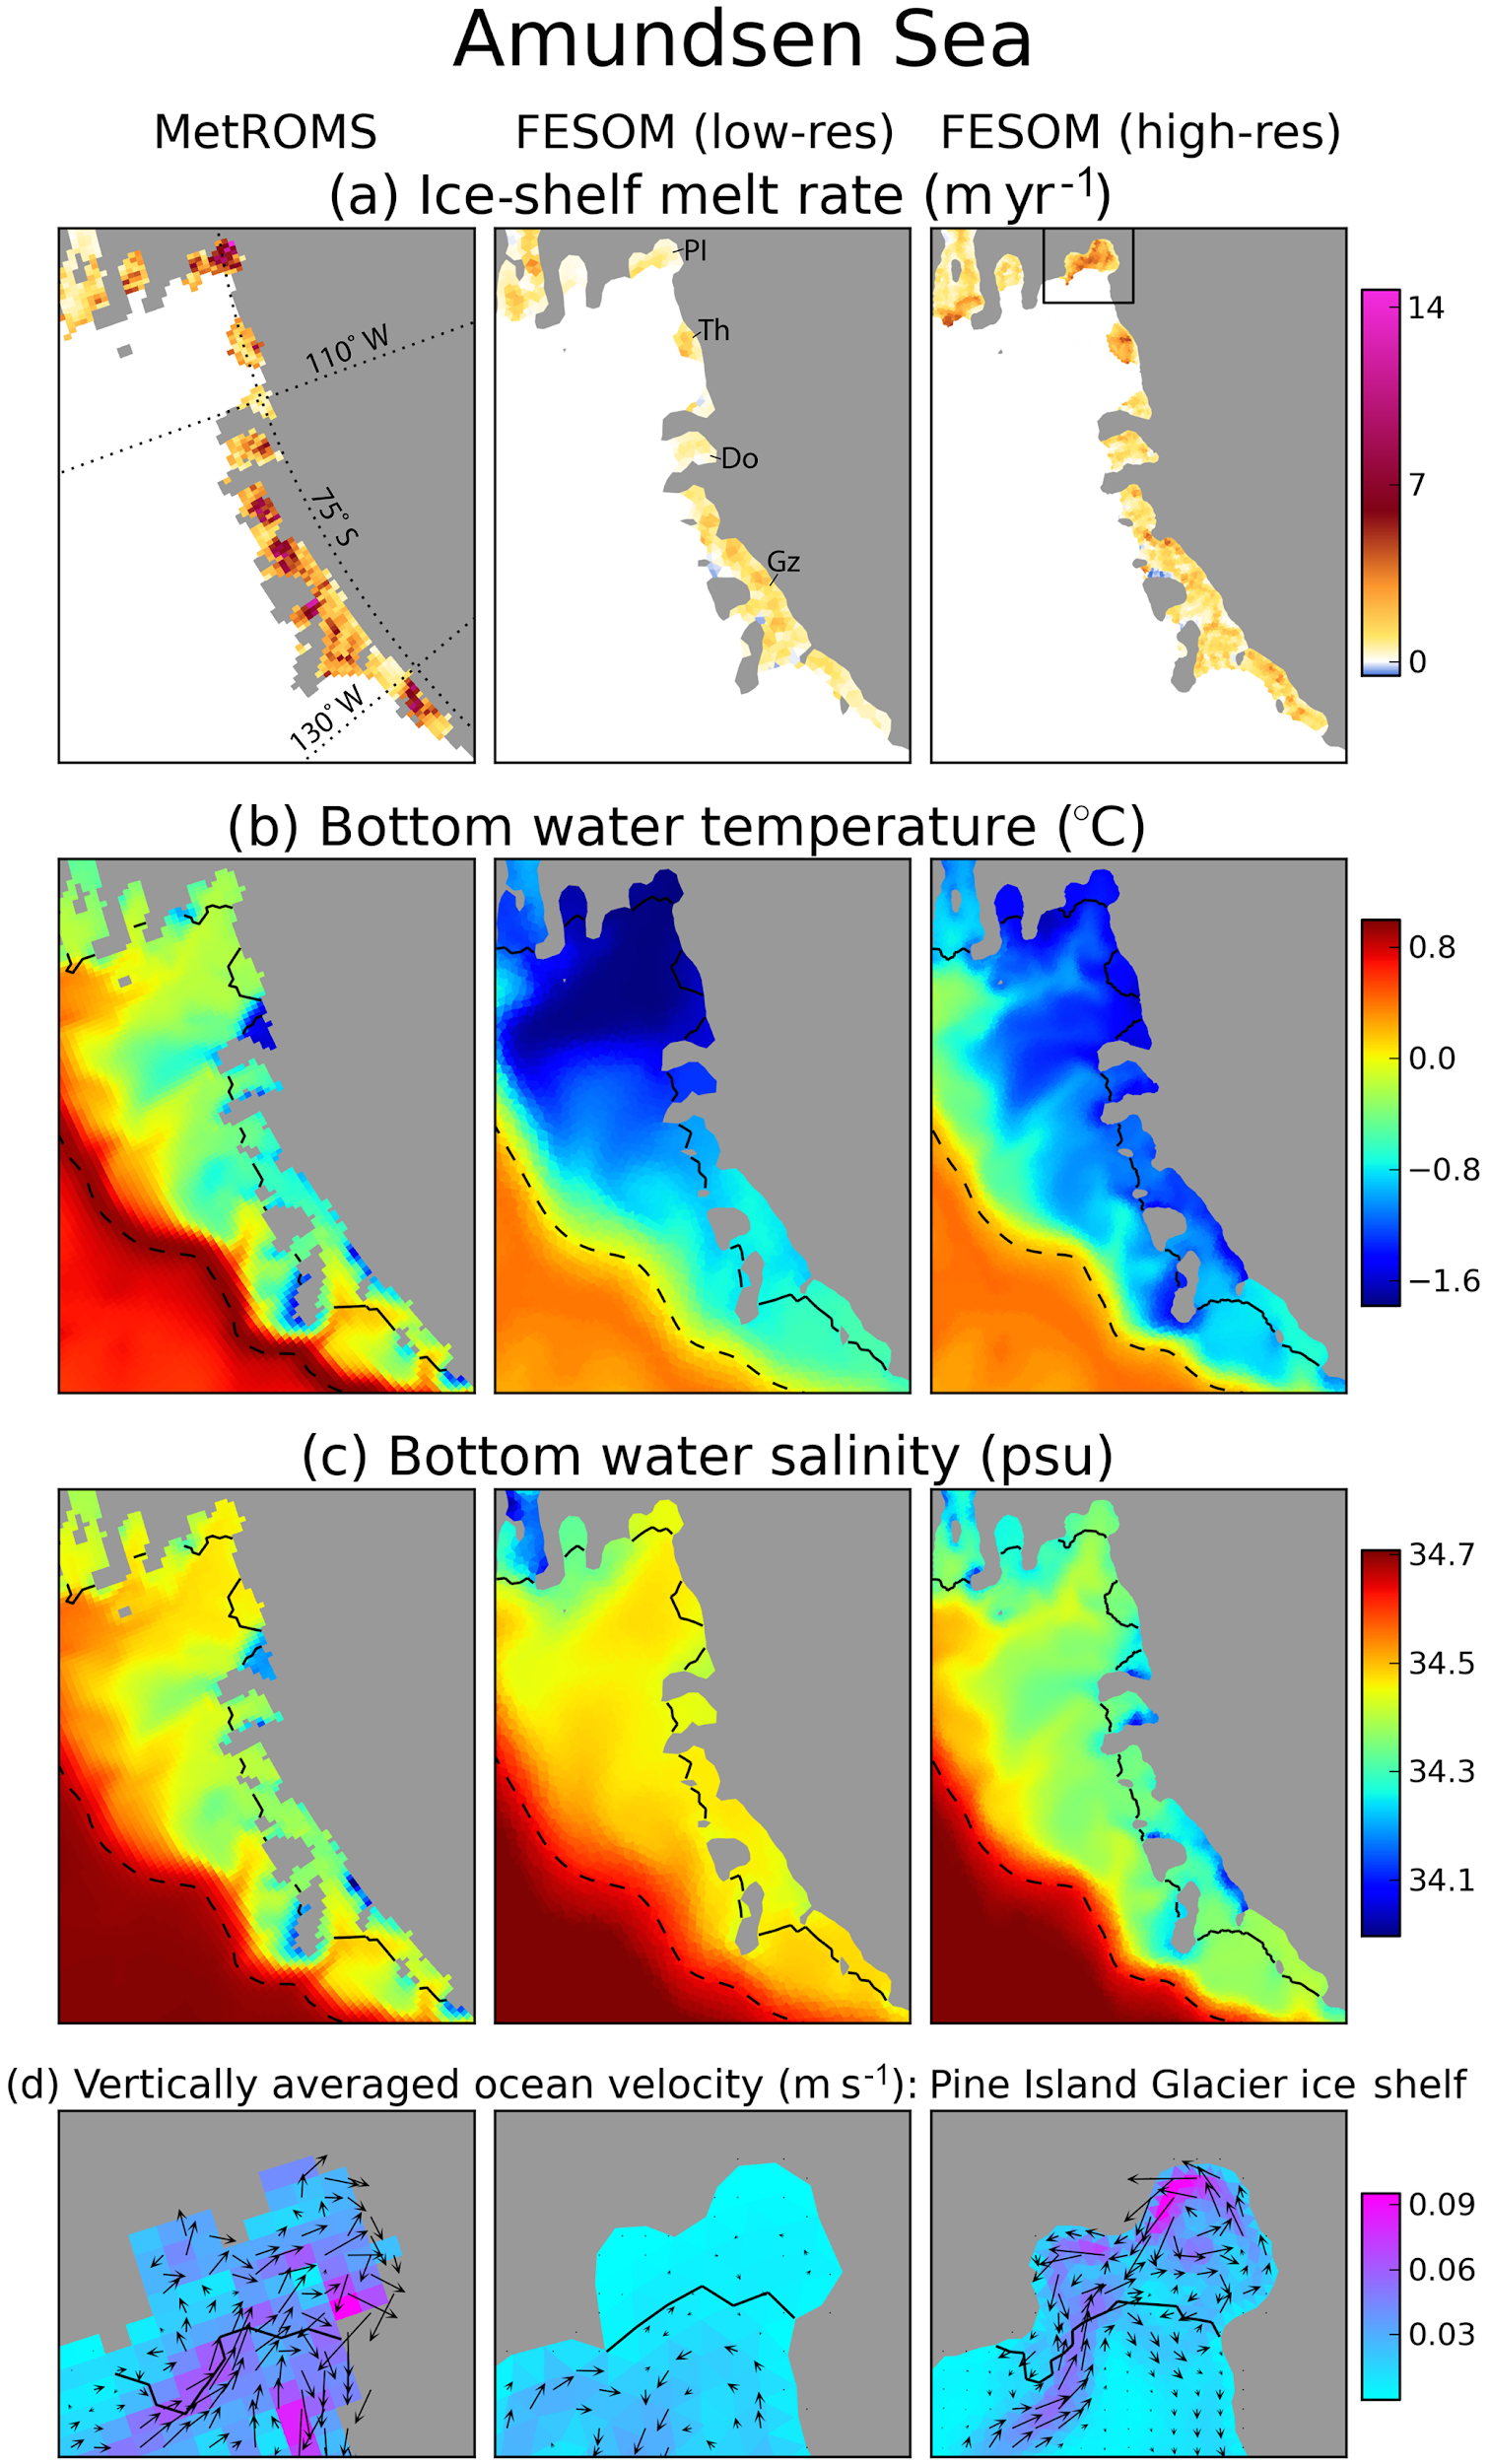 Amundsen Sea
MetROMS
FESOM (low-res)
FESOM (high-res)
(a) Ice-shelf melt rate (m yr⁻¹)
PI
Th
Do
Gz
110° W
75° S
130° W
14
7
0
(b) Bottom water temperature (°C)
0.8
0.0
−0.8
−1.6
(c) Bottom water salinity (psu)
34.7
34.5
34.3
34.1
(d) Vertically averaged ocean velocity (m s⁻¹): Pine Island Glacier ice shelf
0.09
0.06
0.03